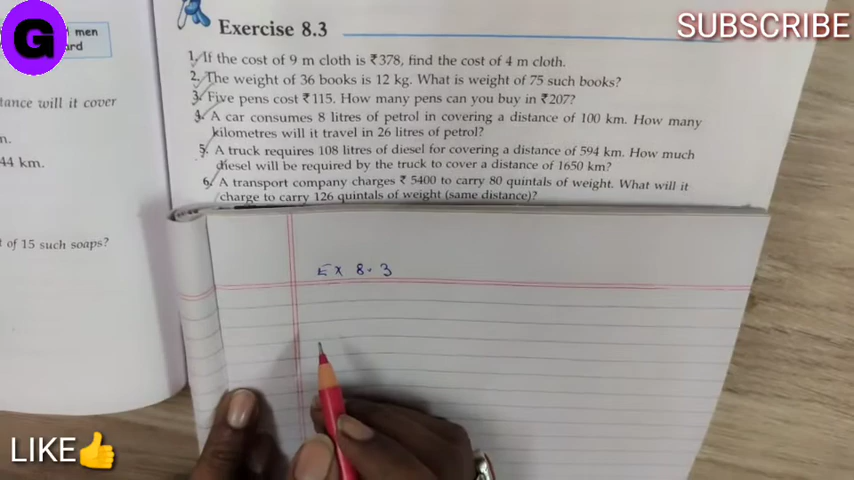 G
men
ard
SUBSCRIBE
Exercise 8.3
1. If the cost of 9 m cloth is ₹378, find the cost of 4 m cloth.
2. The weight of 36 books is 12 kg. What is weight of 75 such books?
3. Five pens cost ₹115. How many pens can you buy in ₹207?
4. A car consumes 8 litres of petrol in covering a distance of 100 km. How many
kilometres will it travel in 26 litres of petrol?
5. A truck requires 108 litres of diesel for covering a distance of 594 km. How much
diesel will be required by the truck to cover a distance of 1650 km?
6. A transport company charges ₹ 5400 to carry 80 quintals of weight. What will it
charge to carry 126 quintals of weight (same distance)?
tance will it cover
n.
44 km.
t of 15 such soaps?
Ex 8.3
LIKE